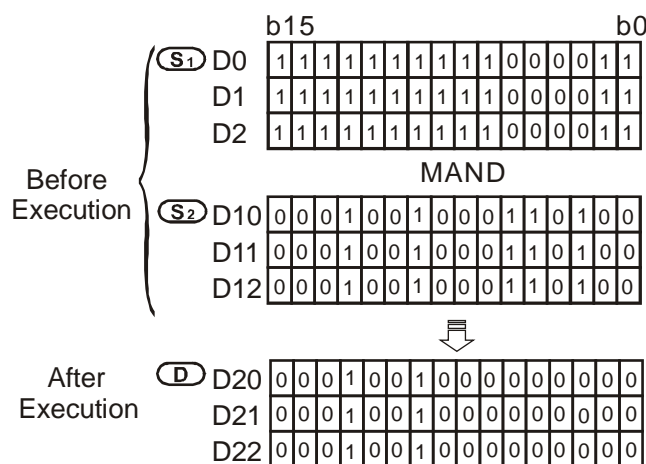 b15 b0
S1 D0 1 1 1 1 1 1 1 1 1 1 0 0 0 0 1 1
D1 1 1 1 1 1 1 1 1 1 1 0 0 0 0 1 1
D2 1 1 1 1 1 1 1 1 1 1 0 0 0 0 1 1
MAND
Before
Execution
S2 D10 0 0 0 1 0 0 1 0 0 0 1 1 0 1 0 0
D11 0 0 0 1 0 0 1 0 0 0 1 1 0 1 0 0
D12 0 0 0 1 0 0 1 0 0 0 1 1 0 1 0 0
After
Execution
D D20 0 0 0 1 0 0 1 0 0 0 0 0 0 0 0 0
D21 0 0 0 1 0 0 1 0 0 0 0 0 0 0 0 0
D22 0 0 0 1 0 0 1 0 0 0 0 0 0 0 0 0